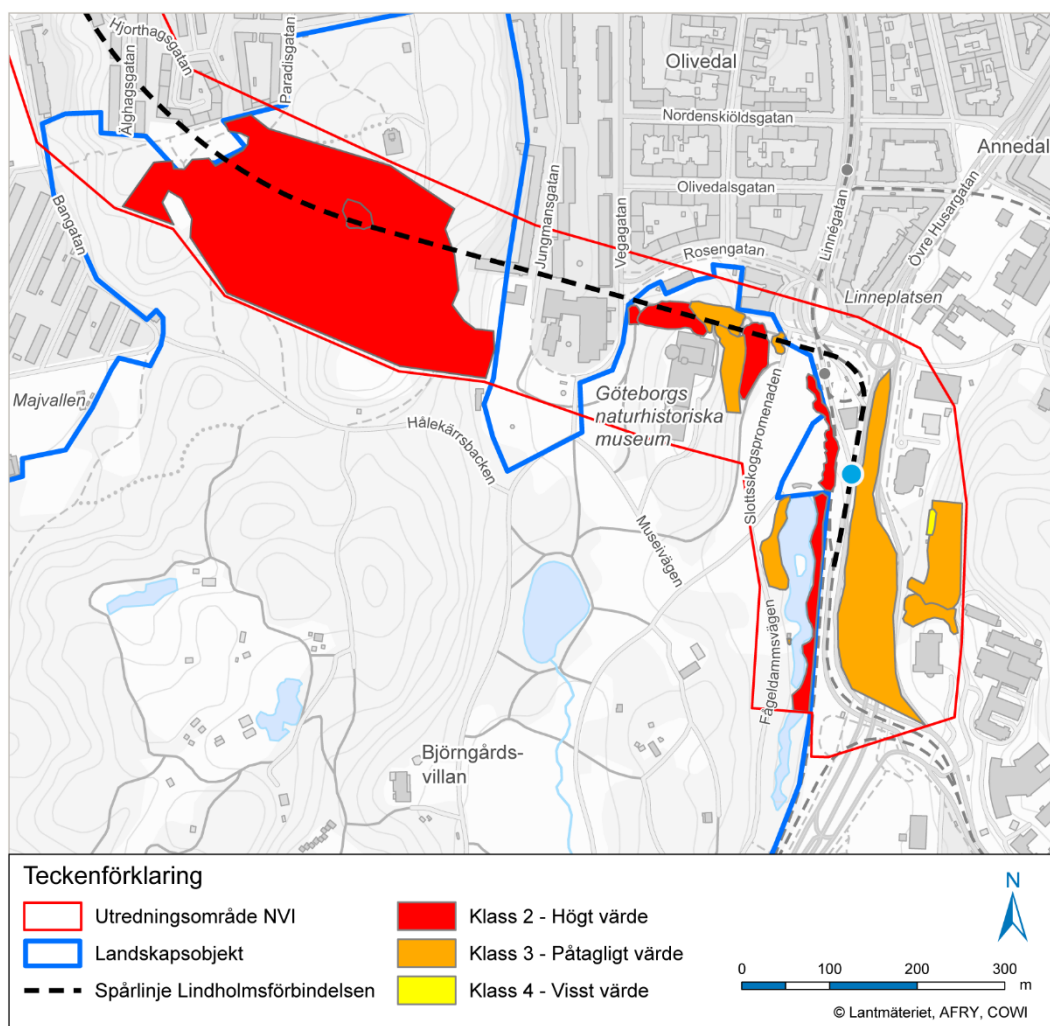 Hjorthagsgatan
Älghagsgatan
Paradisgatan
Olivedal
Nordenskiöldsgatan
Annedal
Olivedalsgatan
Bangatan
Jungmansgatan
Vegagatan
Linnégatan
Övre Husargatan
Rosengatan
Linneplatsen
Majvallen
Göteborgs
naturhistoriska
museum
Hålekärrsbacken
Slottsskogspromenaden
Museivägen
Fågeldammsvägen
Björngårds-
villan
Teckenförklaring
Utredningsområde NVI
Landskapsobjekt
Spårlinje Lindholmsförbindelsen
Klass 2 - Högt värde
Klass 3 - Påtagligt värde
Klass 4 - Visst värde
N
0 100 200 300
m
© Lantmäteriet, AFRY, COWI